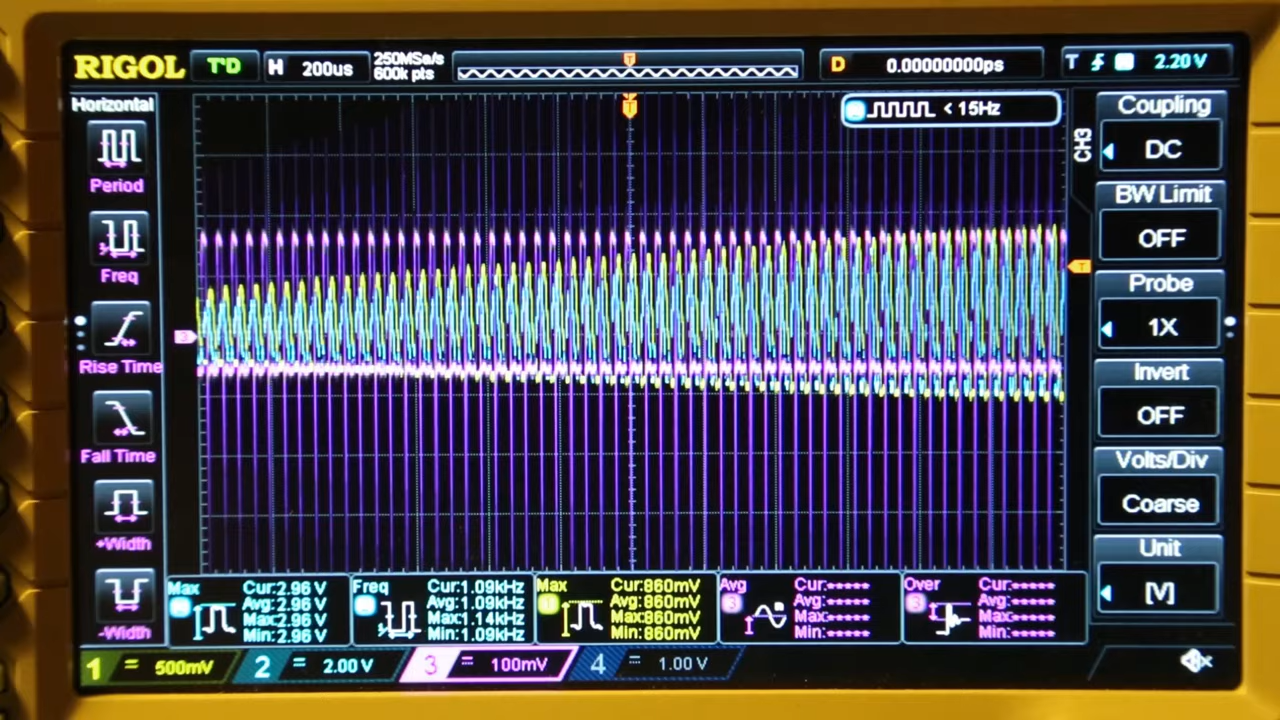 RIGOL T'D H 200us 250MSa/s 600k pts D 0.00000000ps T 2.20 V
Horizontal
Period
Freq
Rise Time
Fall Time
+Width
-Width
T
< 15Hz
3
T
CH3
Coupling
DC
BW Limit
OFF
Probe
1X
Invert
OFF
Volts/Div
Coarse
Unit
[V]
Max
Cur:2.96 V
Avg:2.96 V
Max:2.96 V
Min:2.96 V
Freq
Cur:1.09kHz
Avg:1.09kHz
Max:1.14kHz
Min:1.09kHz
Max
Cur:860mV
Avg:860mV
Max:860mV
Min:860mV
Avg
3
Cur:*****
Avg:*****
Max:*****
Min:*****
Over
3
Cur:*****
Avg:*****
Max:*****
Min:*****
1 = 500mV 2 = 2.00 V 3 = 100mV 4 = 1.00 V